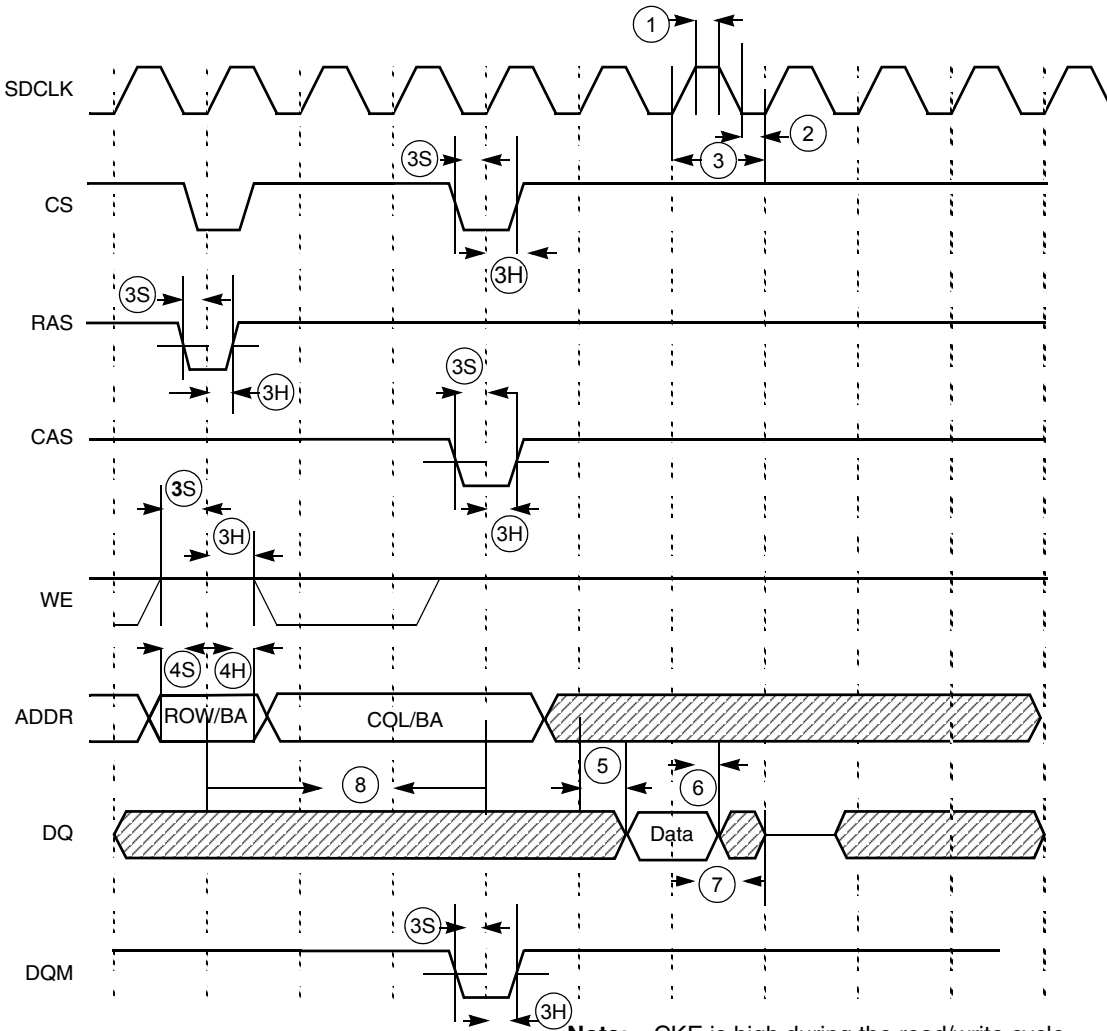 1
SDCLK
2
3S
3
CS
3H
3S
RAS
3H
3S
CAS
3S
3H
3H
WE
4S 4H
ADDR ROW/BA COL/BA
5
6
8
DQ Data
7
3S
DQM
3H
Note: CKE is high during the read/write cycle